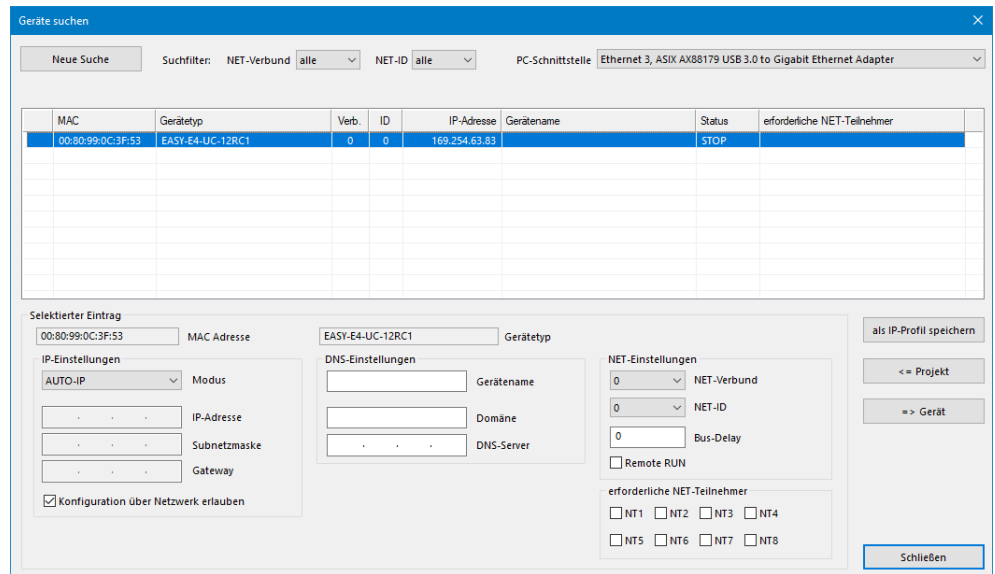 Geräte suchen
Neue Suche Suchfilter: NET-Verbund alle NET-ID alle PC-Schnittstelle Ethernet 3, ASIX AX88179 USB 3.0 to Gigabit Ethernet Adapter
MAC Gerätetyp Verb. ID IP-Adresse Gerätename Status erforderliche NET-Teilnehmer
00:80:99:0C:3F:53 EASY-E4-UC-12RC1 0 0 169.254.63.83 STOP
Selektierter Eintrag
00:80:99:0C:3F:53 MAC Adresse EASY-E4-UC-12RC1 Gerätetyp als IP-Profil speichern
IP-Einstellungen DNS-Einstellungen NET-Einstellungen
AUTO-IP Modus Gerätename 0 NET-Verbund <= Projekt
IP-Adresse Domäne 0 NET-ID => Gerät
Subnetzmaske DNS-Server 0 Bus-Delay
Gateway Remote RUN
Konfiguration über Netzwerk erlauben erforderliche NET-Teilnehmer
NT1 NT2 NT3 NT4
NT5 NT6 NT7 NT8
Schließen